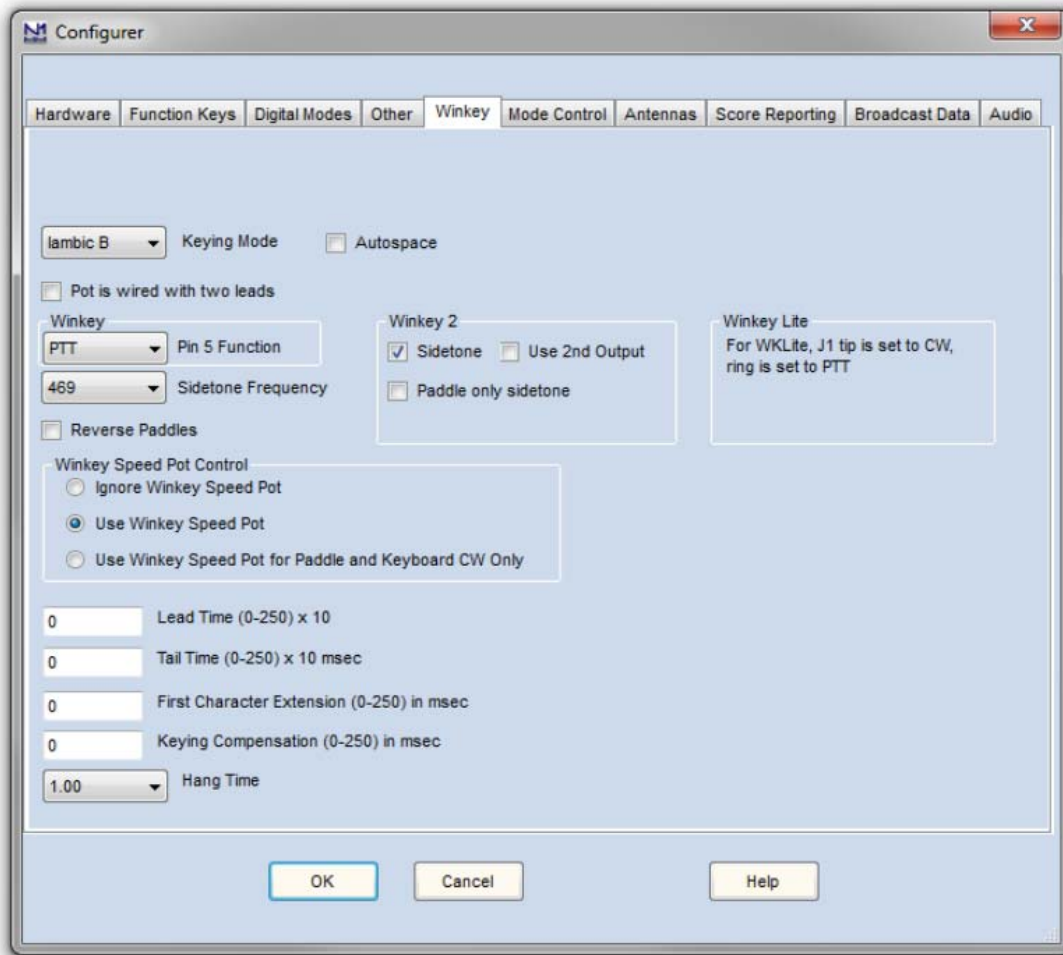 Configurer
Hardware Function Keys Digital Modes Other Winkey Mode Control Antennas Score Reporting Broadcast Data Audio
Iambic B Keying Mode Autospace
Pot is wired with two leads
Winkey
PTT Pin 5 Function
469 Sidetone Frequency
Reverse Paddles
Winkey 2
Sidetone Use 2nd Output
Paddle only sidetone
Winkey Lite
For WKLite, J1 tip is set to CW,
ring is set to PTT
Winkey Speed Pot Control
Ignore Winkey Speed Pot
Use Winkey Speed Pot
Use Winkey Speed Pot for Paddle and Keyboard CW Only
0 Lead Time (0-250) x 10
0 Tail Time (0-250) x 10 msec
0 First Character Extension (0-250) in msec
0 Keying Compensation (0-250) in msec
1.00 Hang Time
OK Cancel Help